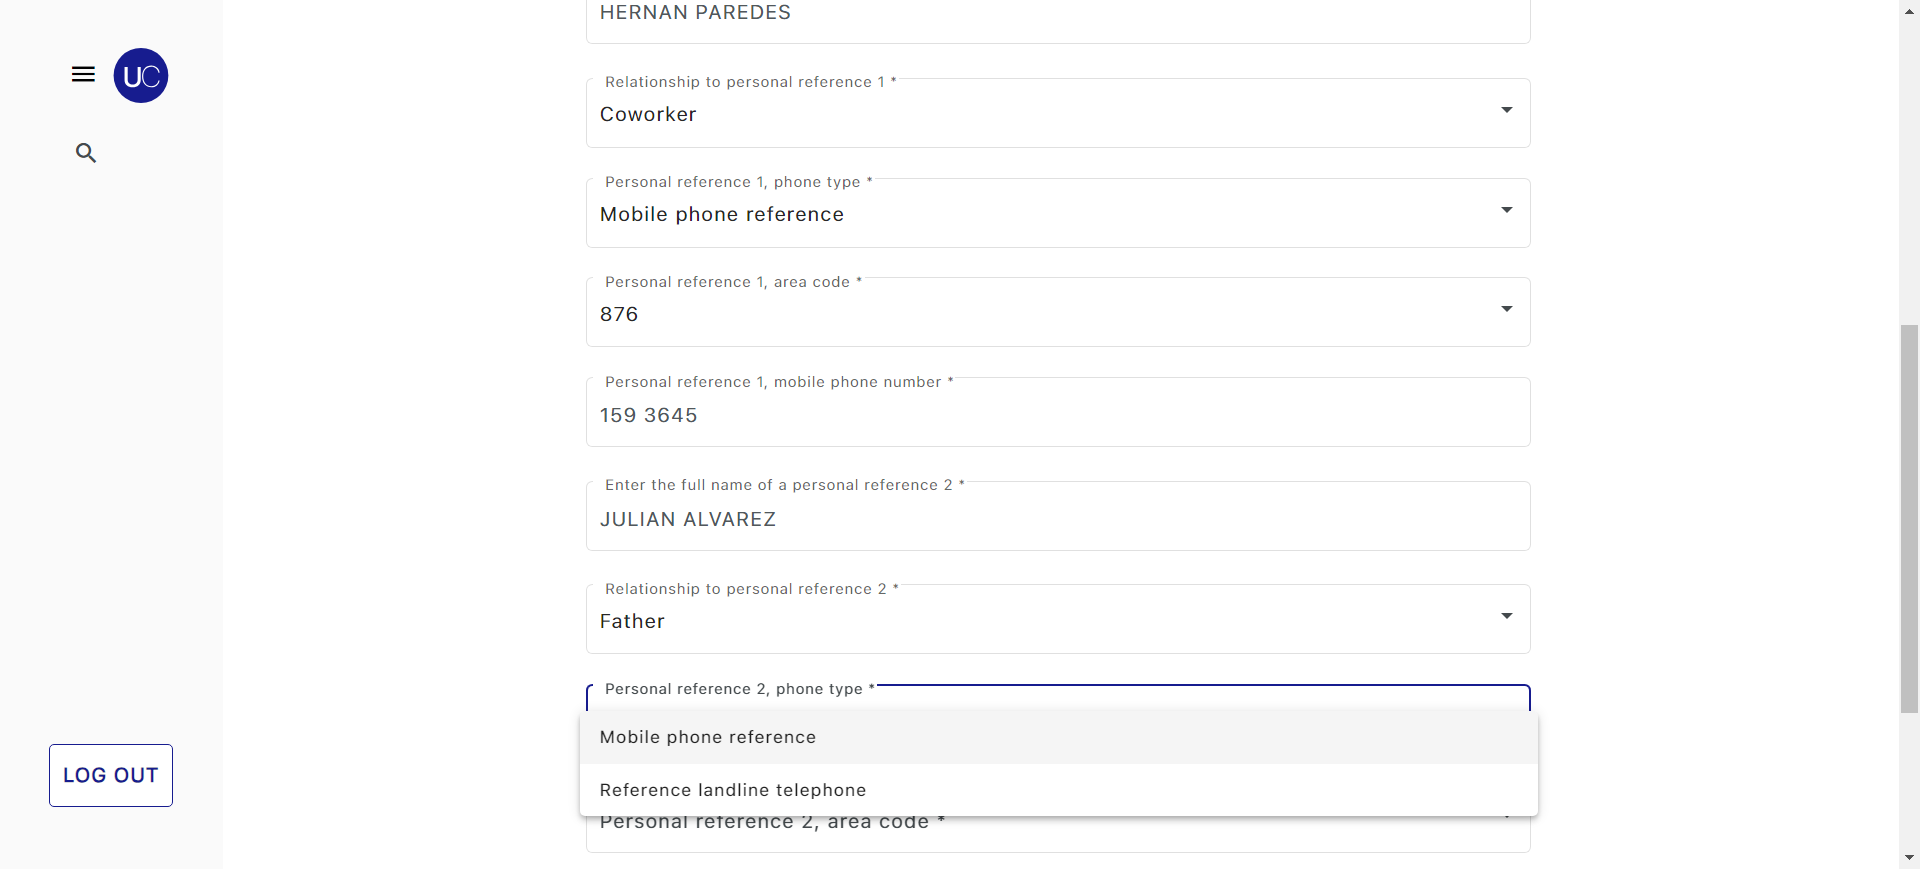 UC
LOG OUT
HERNAN PAREDES
Relationship to personal reference 1 *
Coworker
Personal reference 1, phone type *
Mobile phone reference
Personal reference 1, area code *
876
Personal reference 1, mobile phone number *
159 3645
Enter the full name of a personal reference 2 *
JULIAN ALVAREZ
Relationship to personal reference 2 *
Father
Personal reference 2, phone type *
Mobile phone reference
Reference landline telephone
Personal reference 2, area code *